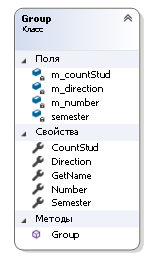 Group
Класс
Поля
m_countStud
m_direction
m_number
semester
Свойства
CountStud
Direction
GetName
Number
Semester
Методы
Group